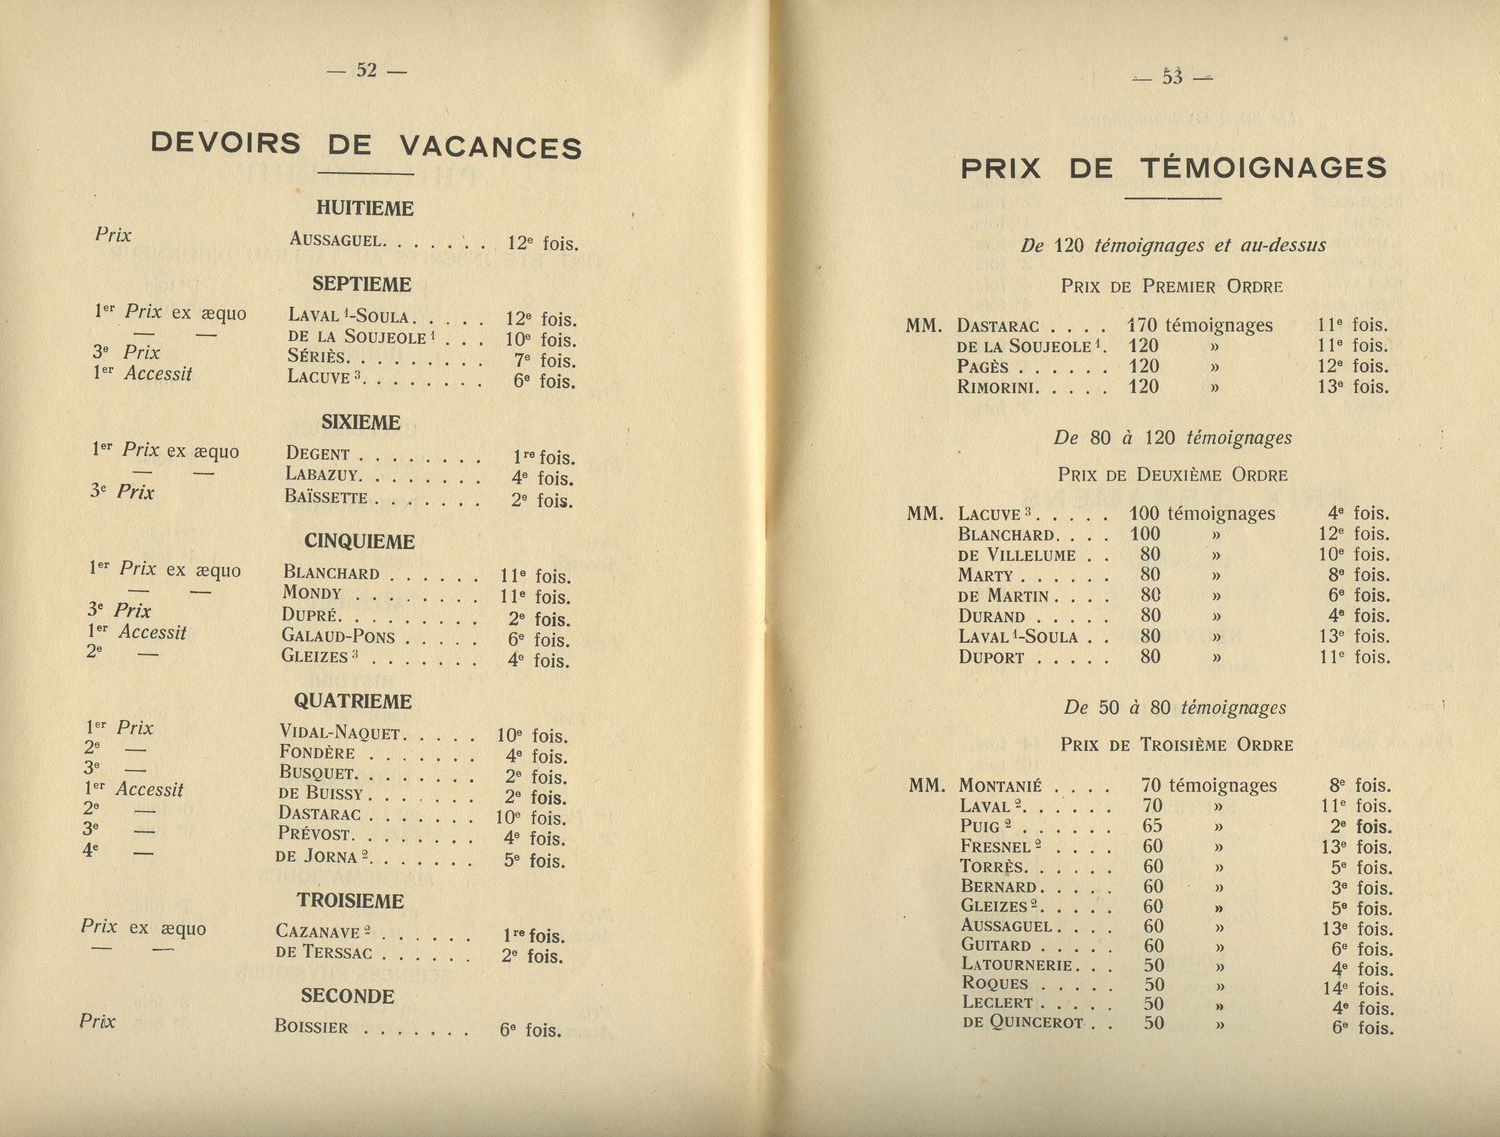 — 52 —
DEVOIRS DE VACANCES
HUITIEME
Prix AUSSAGUEL. . . . . . . 12e fois.
SEPTIEME
1er Prix ex æquo LAVAL 1-SOULA. . . . . 12e fois.
— — DE LA SOUJEOLE 1 . . . 10e fois.
3e Prix SÉRIÈS. . . . . . . . 7e fois.
1er Accessit LACUVE 3. . . . . . . 6e fois.
SIXIEME
1er Prix ex æquo DEGENT . . . . . . . . 1re fois.
— — LABAZUY. . . . . . . . 4e fois.
3e Prix BAÏSSETTE . . . . . . . 2e fois.
CINQUIEME
1er Prix ex æquo BLANCHARD . . . . . . 11e fois.
— — MONDY . . . . . . . . 11e fois.
3e Prix DUPRÉ. . . . . . . . . 2e fois.
1er Accessit GALAUD-PONS . . . . . 6e fois.
2e — GLEIZES 3 . . . . . . . 4e fois.
QUATRIEME
1er Prix VIDAL-NAQUET. . . . . 10e fois.
2e — FONDÈRE . . . . . . . 4e fois.
3e — BUSQUET. . . . . . . . 2e fois.
1er Accessit DE BUISSY . . . . . . . 2e fois.
2e — DASTARAC . . . . . . . 10e fois.
3e — PRÉVOST. . . . . . . . 4e fois.
4e — DE JORNA 2. . . . . . . 5e fois.
TROISIEME
Prix ex æquo CAZANAVE 2 . . . . . . 1re fois.
— — DE TERSSAC . . . . . . 2e fois.
SECONDE
Prix BOISSIER . . . . . . . 6e fois.
— 53 —
PRIX DE TÉMOIGNAGES
De 120 témoignages et au-dessus
PRIX DE PREMIER ORDRE
MM. DASTARAC . . . . 170 témoignages 11e fois.
DE LA SOUJEOLE 1. 120 » 11e fois.
PAGÈS . . . . . . 120 » 12e fois.
RIMORINI. . . . . 120 » 13e fois.
De 80 à 120 témoignages
PRIX DE DEUXIÈME ORDRE
MM. LACUVE 3. . . . . 100 témoignages 4e fois.
BLANCHARD. . . . 100 » 12e fois.
DE VILLELUME . . 80 » 10e fois.
MARTY . . . . . . 80 » 8e fois.
DE MARTIN . . . . 80 » 6e fois.
DURAND . . . . . 80 » 4e fois.
LAVAL 1-SOULA . . 80 » 13e fois.
DUPORT . . . . . 80 » 11e fois.
De 50 à 80 témoignages
PRIX DE TROISIÈME ORDRE
MM. MONTANIÉ . . . . 70 témoignages 8e fois.
LAVAL 2. . . . . . 70 » 11e fois.
PUIG 2 . . . . . . 65 » 2e fois.
FRESNEL 2 . . . . 60 » 13e fois.
TORRÈS. . . . . . 60 » 5e fois.
BERNARD. . . . . 60 » 3e fois.
GLEIZES 2. . . . . 60 » 5e fois.
AUSSAGUEL. . . . 60 » 13e fois.
GUITARD . . . . . 60 » 6e fois.
LATOURNERIE. . . 50 » 4e fois.
ROQUES . . . . . 50 » 14e fois.
LECLERT . . . . . 50 » 4e fois.
DE QUINCEROT . . 50 » 6e fois.